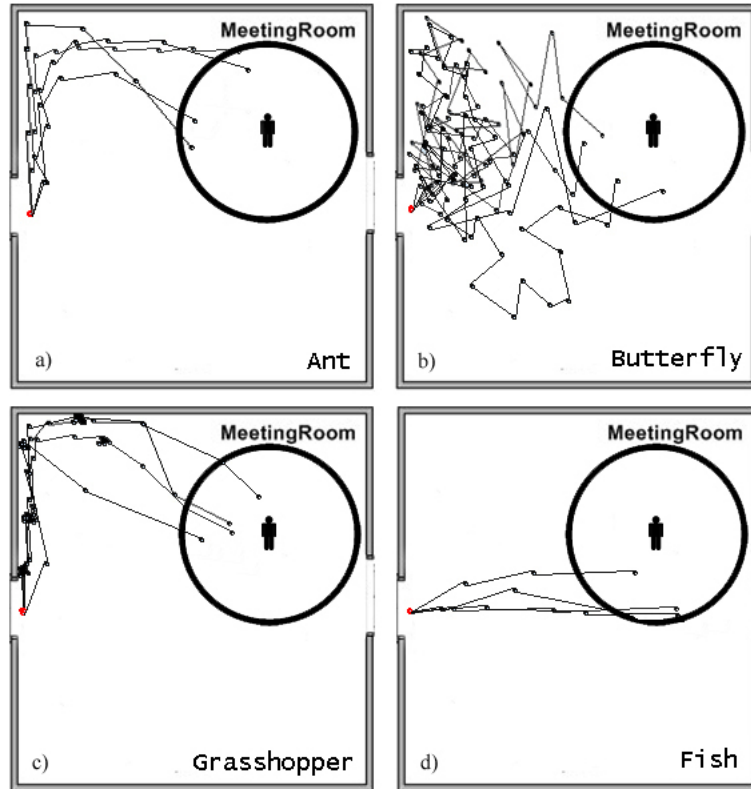 MeetingRoom
a)
Ant
MeetingRoom
b)
Butterfly
MeetingRoom
c)
Grasshopper
MeetingRoom
d)
Fish